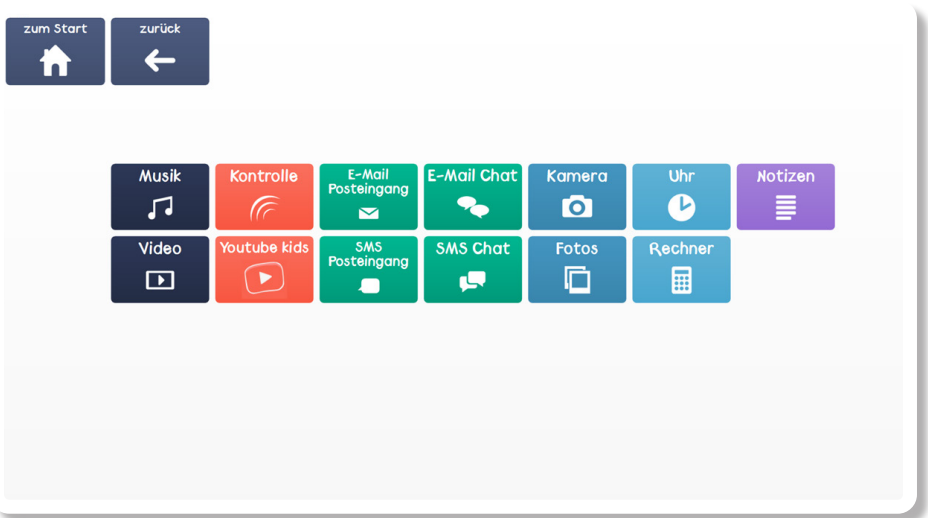 zum Start
zurück
Musik
Kontrolle
E-Mail
Posteingang
E-Mail Chat
Kamera
Uhr
Notizen
Video
Youtube kids
SMS
Posteingang
SMS Chat
Fotos
Rechner